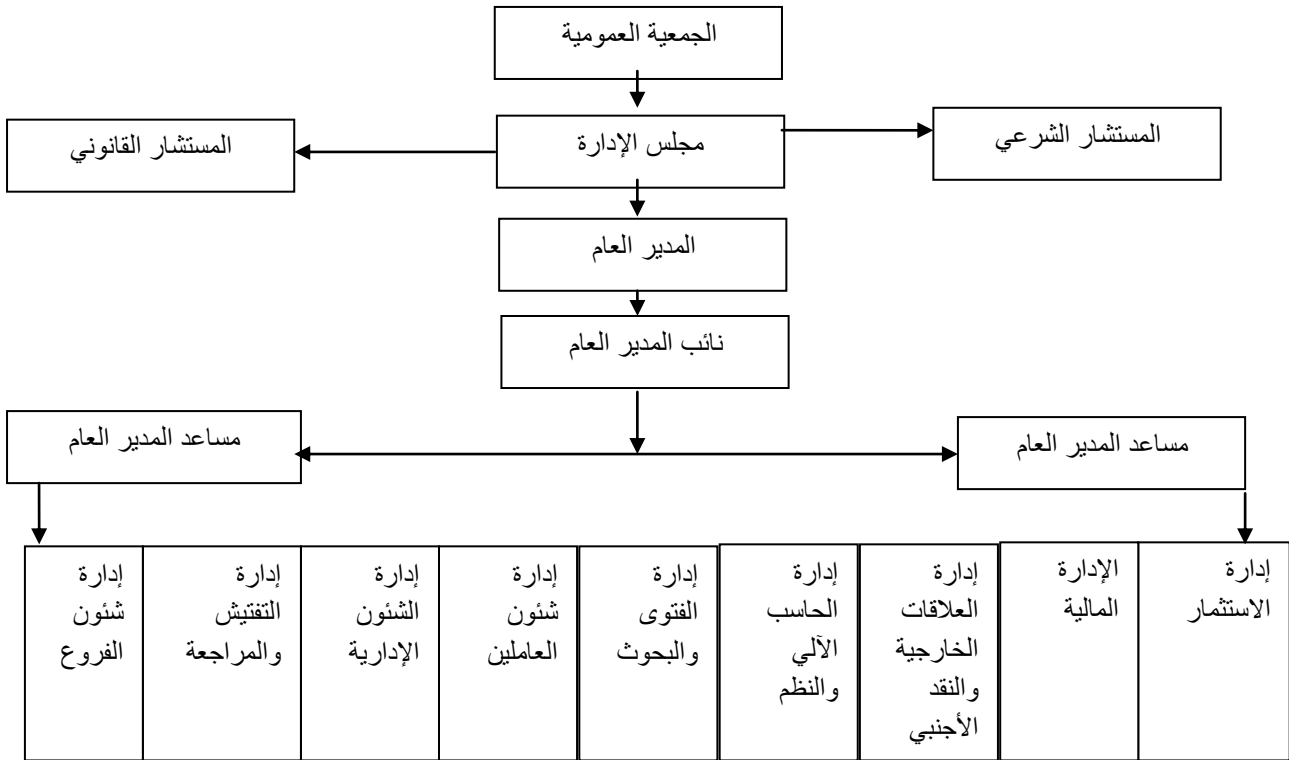 الجمعية العمومية
المستشار الشرعي
مجلس الإدارة
المستشار القانوني
المدير العام
نائب المدير العام
مساعد المدير العام
مساعد المدير العام
إدارة
الاستثمار
الإدارة
المالية
إدارة
العلاقات
الخارجية
والنقد
الأجنبي
إدارة
الحاسب
الآلي
والنظم
إدارة
الفتوى
والبحوث
إدارة
شئون
العاملين
إدارة
الشئون
الإدارية
إدارة
التفتيش
والمراجعة
إدارة
شئون
الفروع